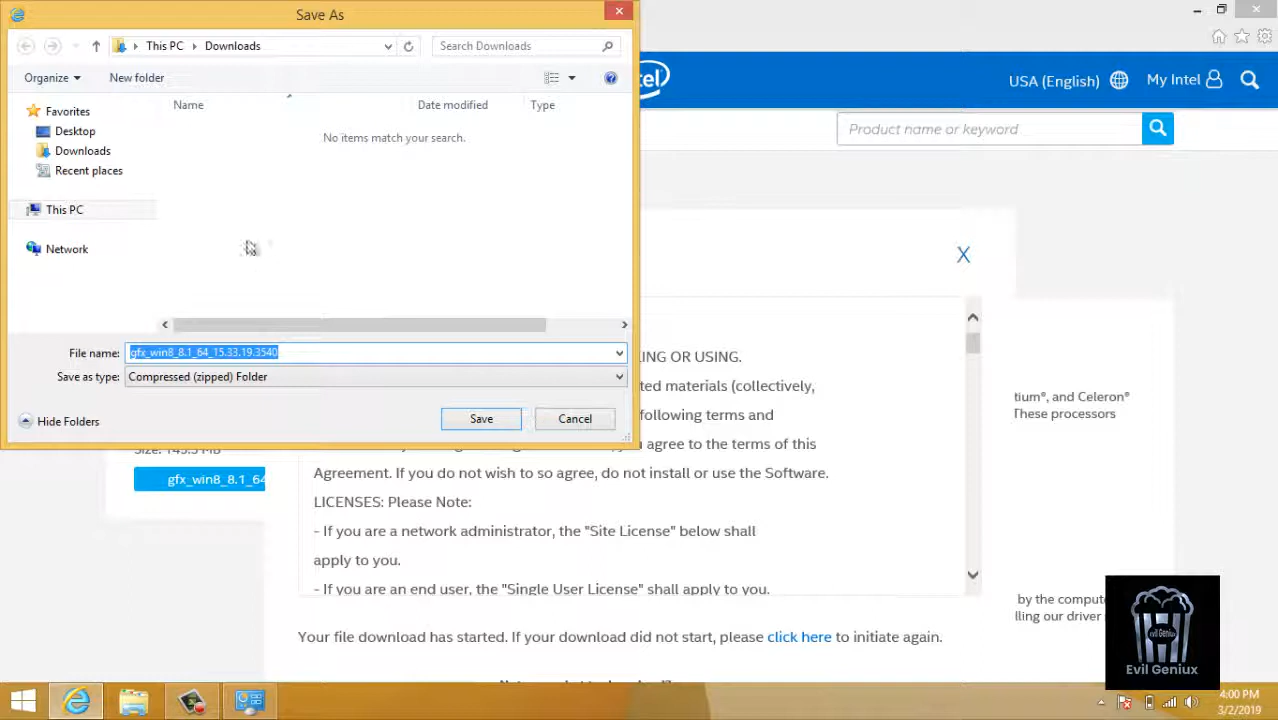 Save As
This PC
Downloads
Search Downloads
Organize
New folder
Name
Date modified
Type
No items match your search.
Favorites
Desktop
Downloads
Recent places
This PC
Network
File name:
gfx_win8_8.1_64_15.33.19.3540
Save as type:
Compressed (zipped) Folder
Hide Folders
Save
Cancel
USA (English)
My Intel
Product name or keyword
X
LING OR USING.
ted materials (collectively,
following terms and
agree to the terms of this
Agreement. If you do not wish to so agree, do not install or use the Software.
LICENSES: Please Note:
- If you are a network administrator, the "Site License" below shall
apply to you.
- If you are an end user, the "Single User License" shall apply to you.
gfx_win8_8.1_64
tium®, and Celeron®
These processors
by the compute
lling our driver
Your file download has started. If your download did not start, please click here to initiate again.
Evil Geniux
Evil Geniux
4:00 PM
3/2/2019